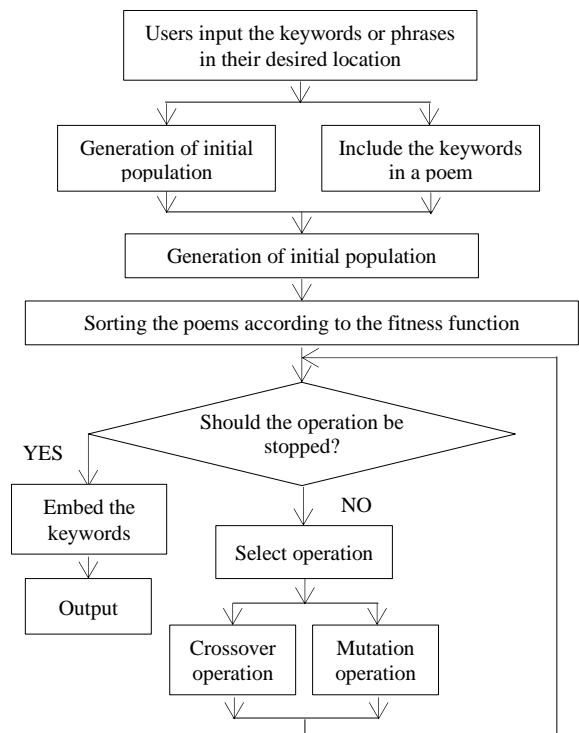 Users input the keywords or phrases
in their desired location
Generation of initial
population
Include the keywords
in a poem
Generation of initial population
Sorting the poems according to the fitness function
Should the operation be
stopped?
YES
NO
Embed the
keywords
Select operation
Output
Crossover
operation
Mutation
operation